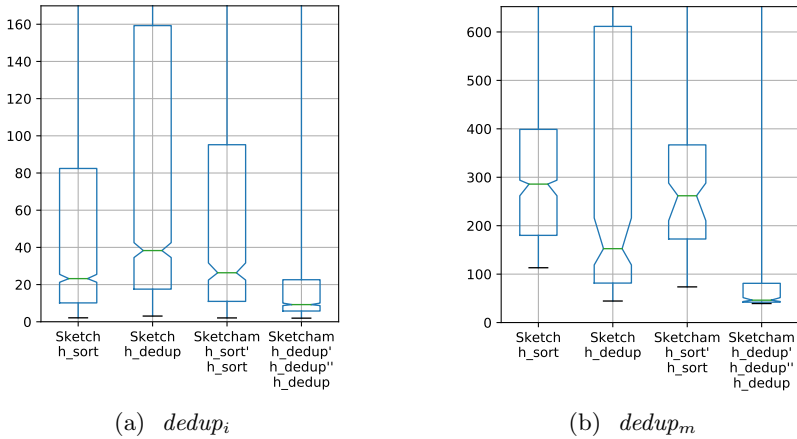 160
140
120
100
80
60
40
20
0
Sketch
h_sort
Sketch
h_dedup
Sketcham
h_sort'
h_sort
Sketcham
h_dedup'
h_dedup''
h_dedup
(a) dedup_i
600
500
400
300
200
100
0
Sketch
h_sort
Sketch
h_dedup
Sketcham
h_sort'
h_sort
Sketcham
h_dedup'
h_dedup''
h_dedup
(b) dedup_m